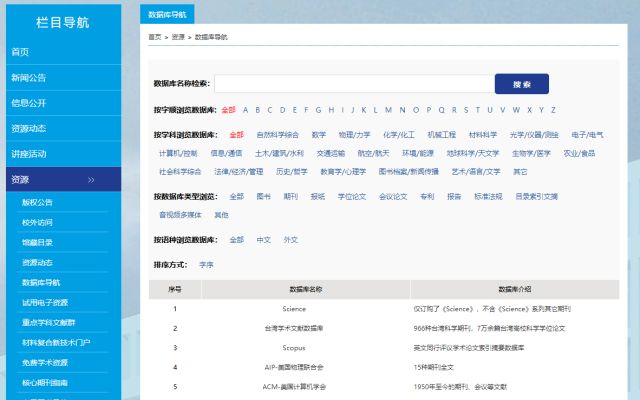 栏目导航
首页
新闻公告
信息公开
资源动态
讲座活动
资源 >>
版权公告
校外访问
馆藏目录
资源动态
数据库导航
试用电子资源
重点学科文献群
材料复合新技术门户
免费学术资源
核心期刊指南
数据库导航
首页 > 资源 > 数据库导航
数据库名称检索： 搜 索
按字顺浏览数据库： 全部 A B C D E F G H I J K L M N O P Q R S T U V W X Y Z
按学科浏览数据库： 全部 自然科学综合 数学 物理/力学 化学/化工 机械工程 材料科学 光学/仪器/测绘 电子/电气
计算机/控制 信息/通信 土木/建筑/水利 交通运输 航空/航天 环境/能源 地球科学/天文学 生物学/医学 农业/食品
社会科学综合 法律/经济/管理 历史/哲学 教育学/心理学 图书档案/新闻传播 艺术/语言/文学 其它
按数据库类型浏览： 全部 图书 期刊 报纸 学位论文 会议论文 专利 报告 标准法规 目录索引文摘
音视频多媒体 其他
按语种浏览数据库： 全部 中文 外文
排序方式： 字序
序号 数据库名称 数据库介绍
1 Science 仅订购了《Science》，不含《Science》系列其它期刊
2 台湾学术文献数据库 966种台湾科学期刊、7万余篇台湾高校科学学位论文
3 Scopus 英文同行评议学术论文索引摘要数据库
4 AIP-美国物理联合会 15种期刊全文
5 ACM-美国计算机学会 1950年至今的期刊、会议等文献